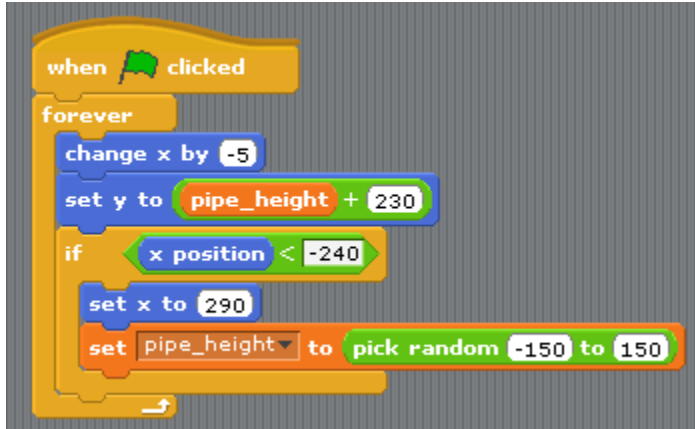 when clicked
forever
change x by -5
set y to pipe_height + 230
if x position < -240
set x to 290
set pipe_height to pick random -150 to 150